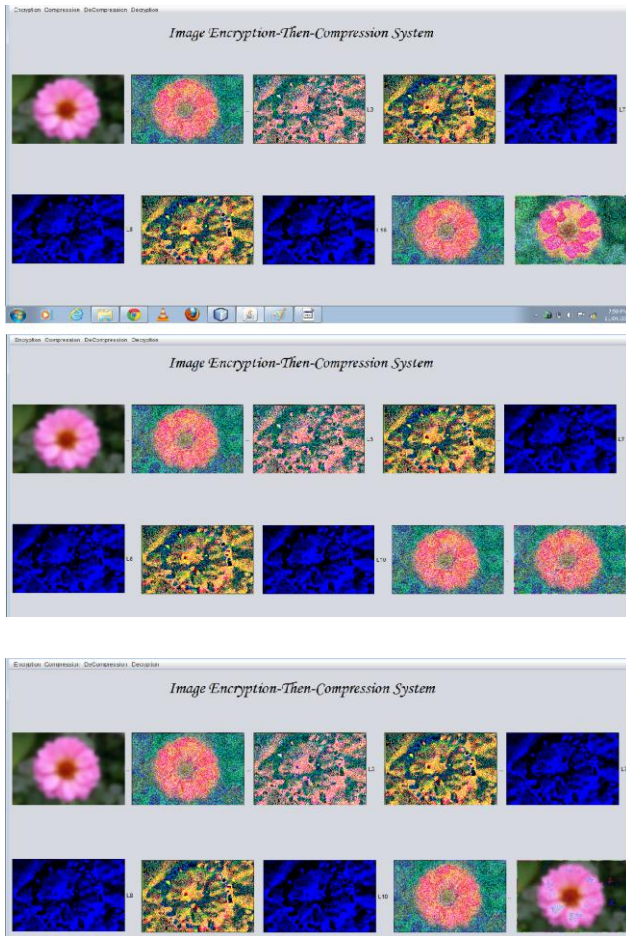 Encryption Compression DeCompression Decryption
Image Encryption-Then-Compression System
L3
L7
L8
L10
Encryption Compression DeCompression Decryption
Image Encryption-Then-Compression System
L3
L7
L8
L10
Encryption Compression DeCompression Decryption
Image Encryption-Then-Compression System
L3
L8
L10